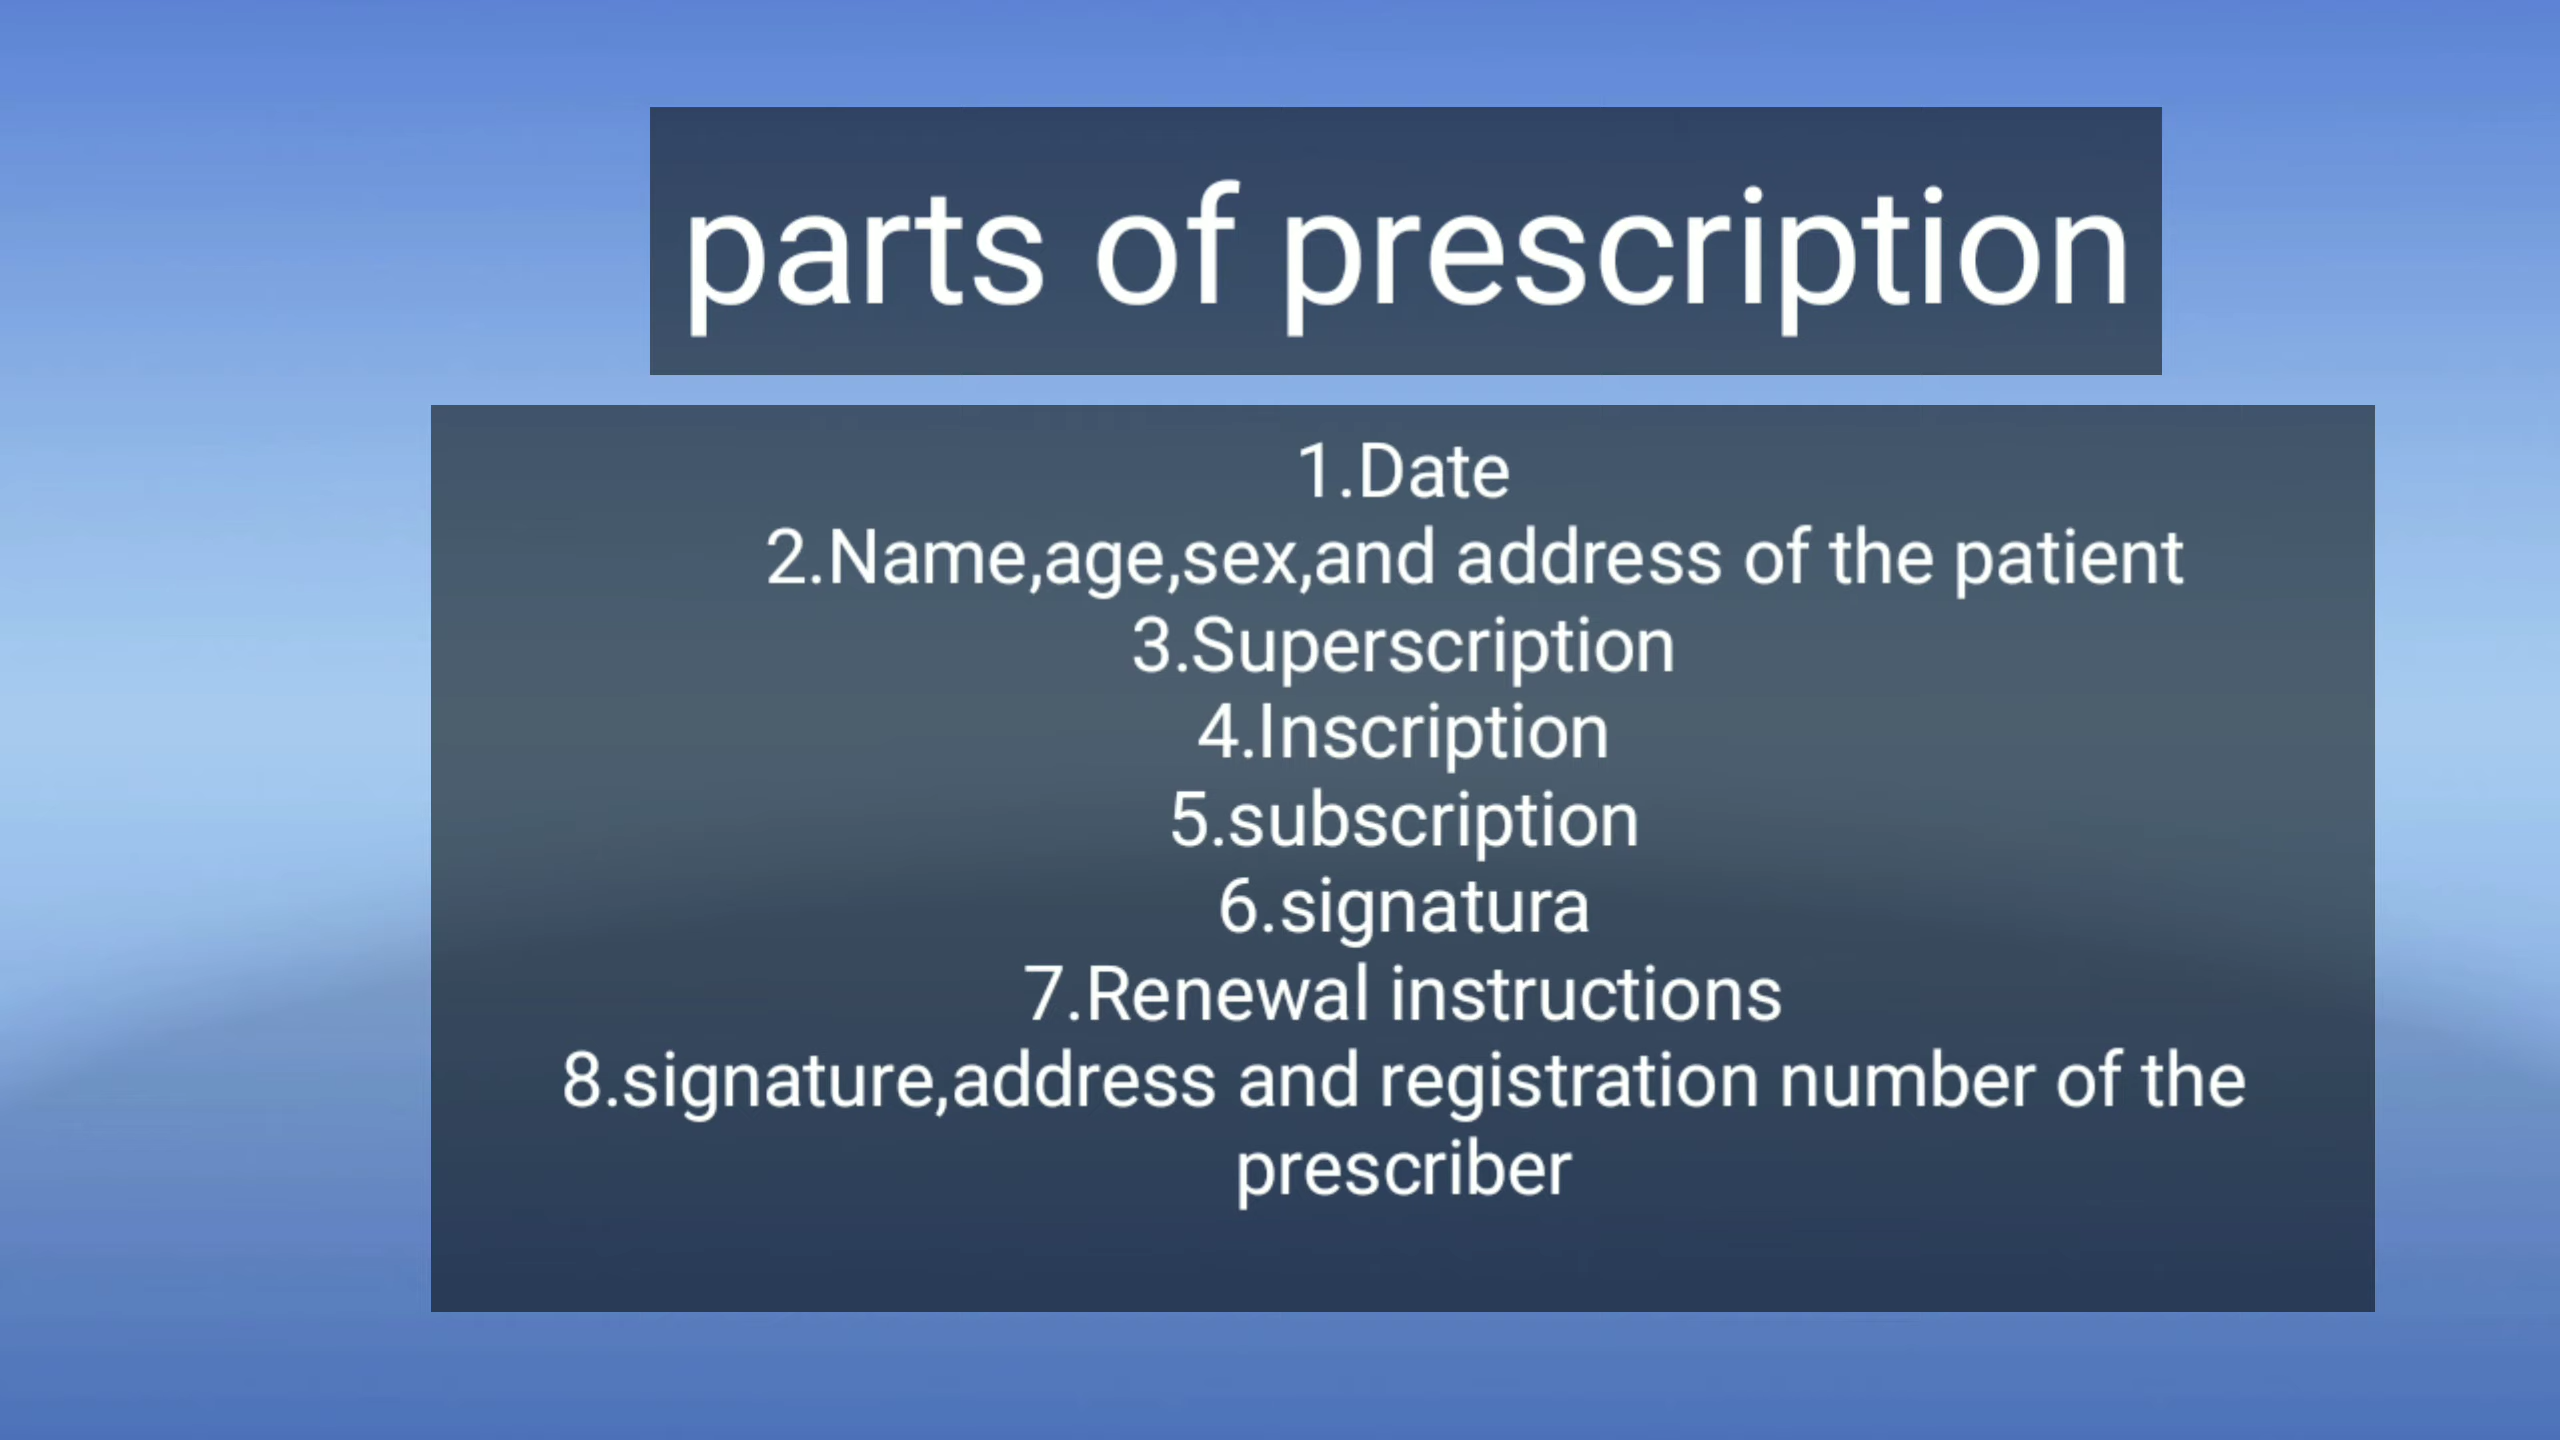 parts of prescription
1.Date
2.Name,age,sex,and address of the patient
3.Superscription
4.Inscription
5.subscription
6.signatura
7.Renewal instructions
8.signature,address and registration number of the
prescriber